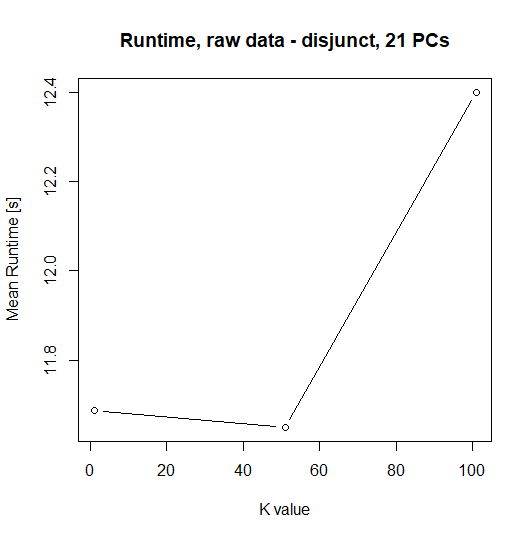 Runtime, raw data - disjunct, 21 PCs
Mean Runtime [s]
12.4
12.2
12.0
11.8
0 20 40 60 80 100
K value